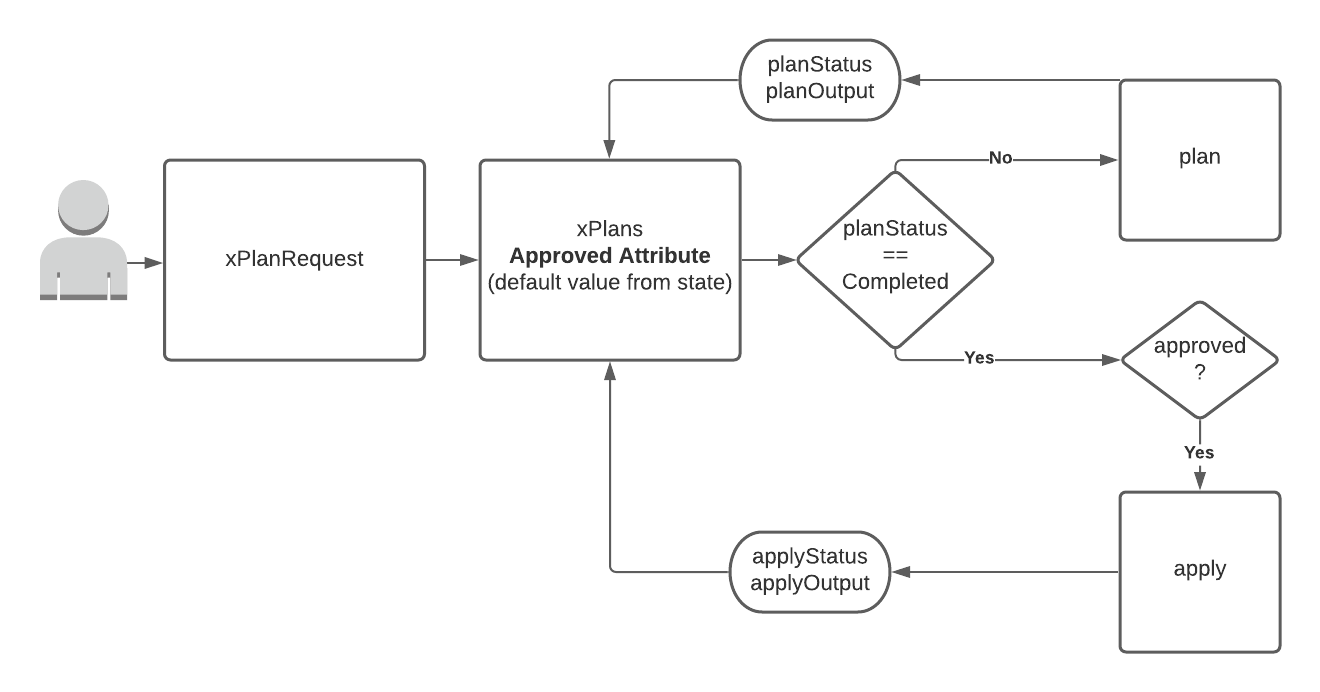 planStatus
planOutput
plan
No
xPlanRequest
xPlans
Approved Attribute
(default value from state)
planStatus
==
Completed
Yes
approved
?
Yes
applyStatus
applyOutput
apply